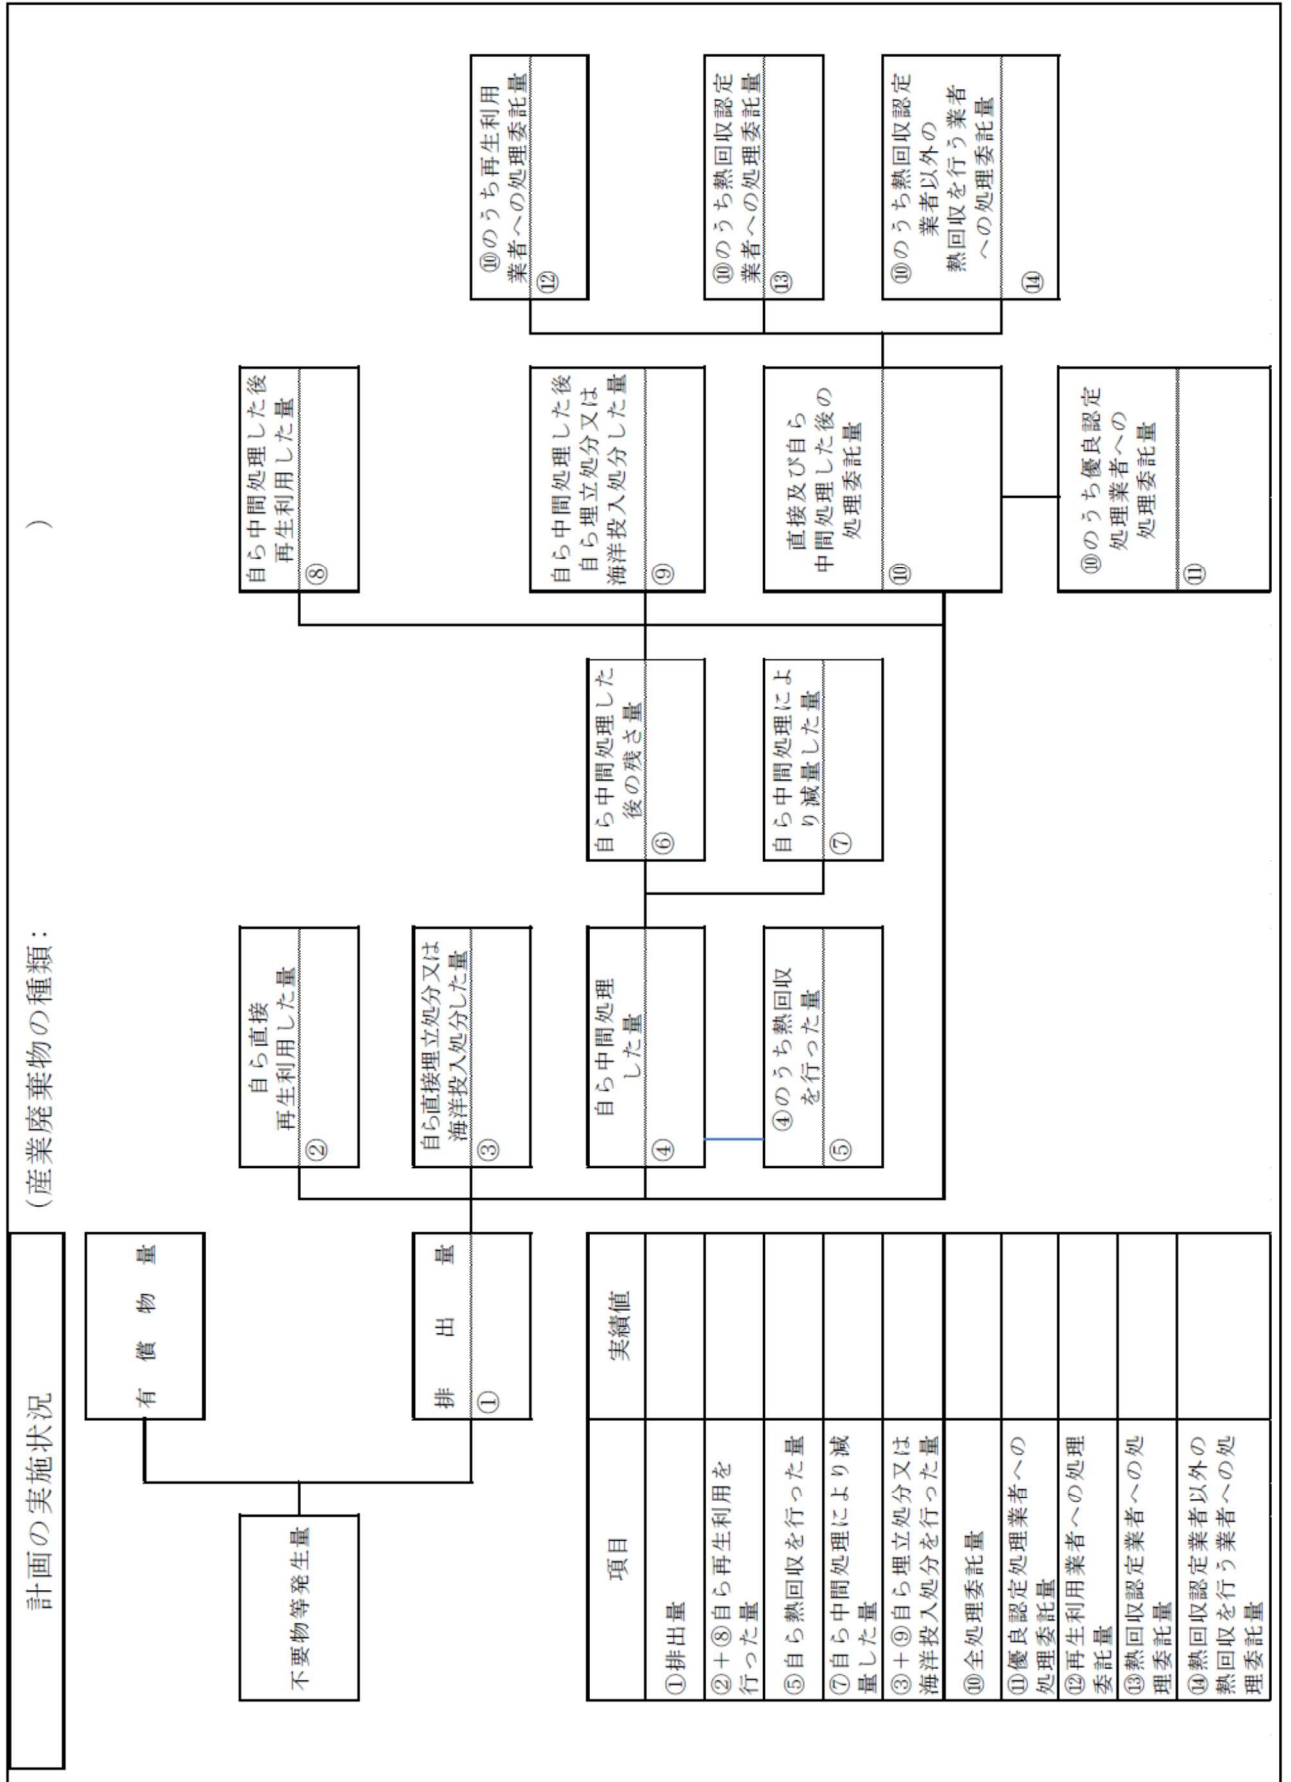 計画の実施状況
（産業廃棄物の種類： ）
有 償 物 量
不要物等発生量
排 出 量
①
自ら直接
再生利用した量
②
自ら直接埋立処分又は
海洋投入処分した量
③
自ら中間処理
した量
④
④のうち熱回収
を行った量
⑤
自ら中間処理した
後の残さ量
⑥
自ら中間処理によ
り減量した量
⑦
自ら中間処理した後
再生利用した量
⑧
自ら中間処理した後
自ら埋立処分又は
海洋投入処分した量
⑨
直接及び自ら
中間処理した後の
処理委託量
⑩
⑩のうち優良認定
処理業者への
処理委託量
⑪
⑩のうち再生利用
業者への処理委託量
⑫
⑩のうち熱回収認定
業者への処理委託量
⑬
⑩のうち熱回収認定
業者以外の
熱回収を行う業者
への処理委託量
⑭
項目 実績値
①排出量
②＋⑧自ら再生利用を
行った量
⑤自ら熱回収を行った量
⑦自ら中間処理により減
量した量
③＋⑨自ら埋立処分又は
海洋投入処分を行った量
⑩全処理委託量
⑪優良認定処理業者への
処理委託量
⑫再生利用業者への処理
委託量
⑬熱回収認定業者への処
理委託量
⑭熱回収認定業者以外の
熱回収を行う業者への処
理委託量